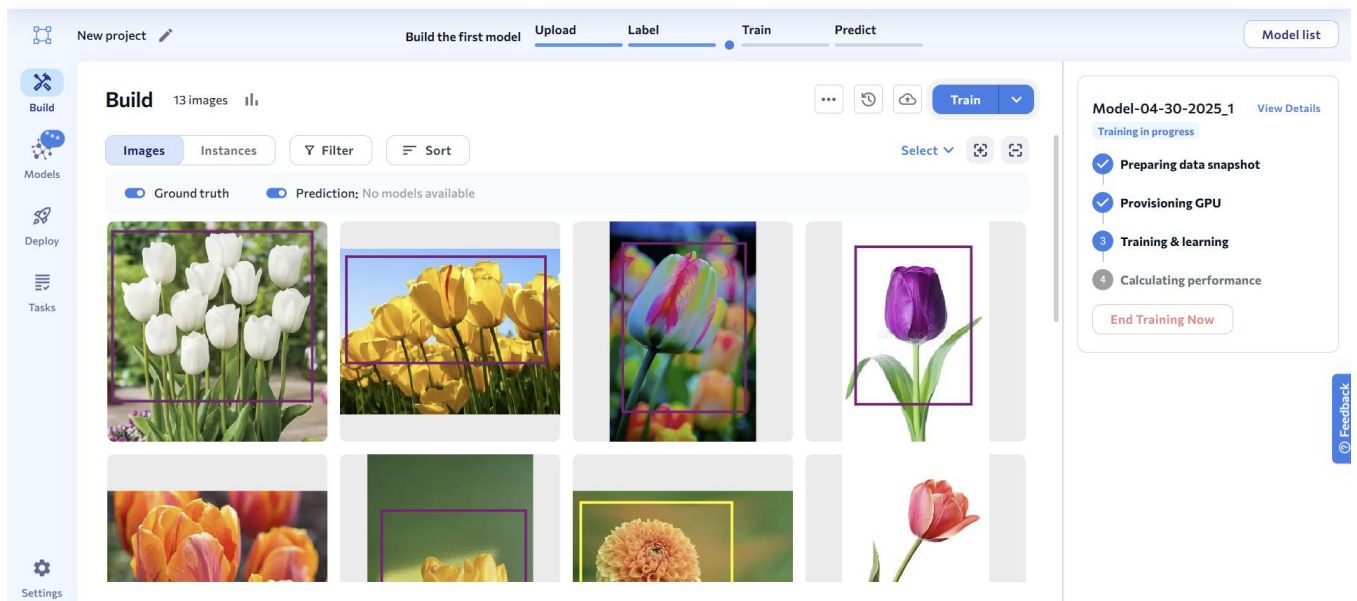 New project
Build the first model
Upload
Label
Train
Predict
Model list
Build
Models
Deploy
Tasks
Settings
Build 13 images
Train
Images
Instances
Filter
Sort
Select
Ground truth
Prediction: No models available
Model-04-30-2025_1
View Details
Training in progress
Preparing data snapshot
Provisioning GPU
3 Training & learning
4 Calculating performance
End Training Now
Feedback